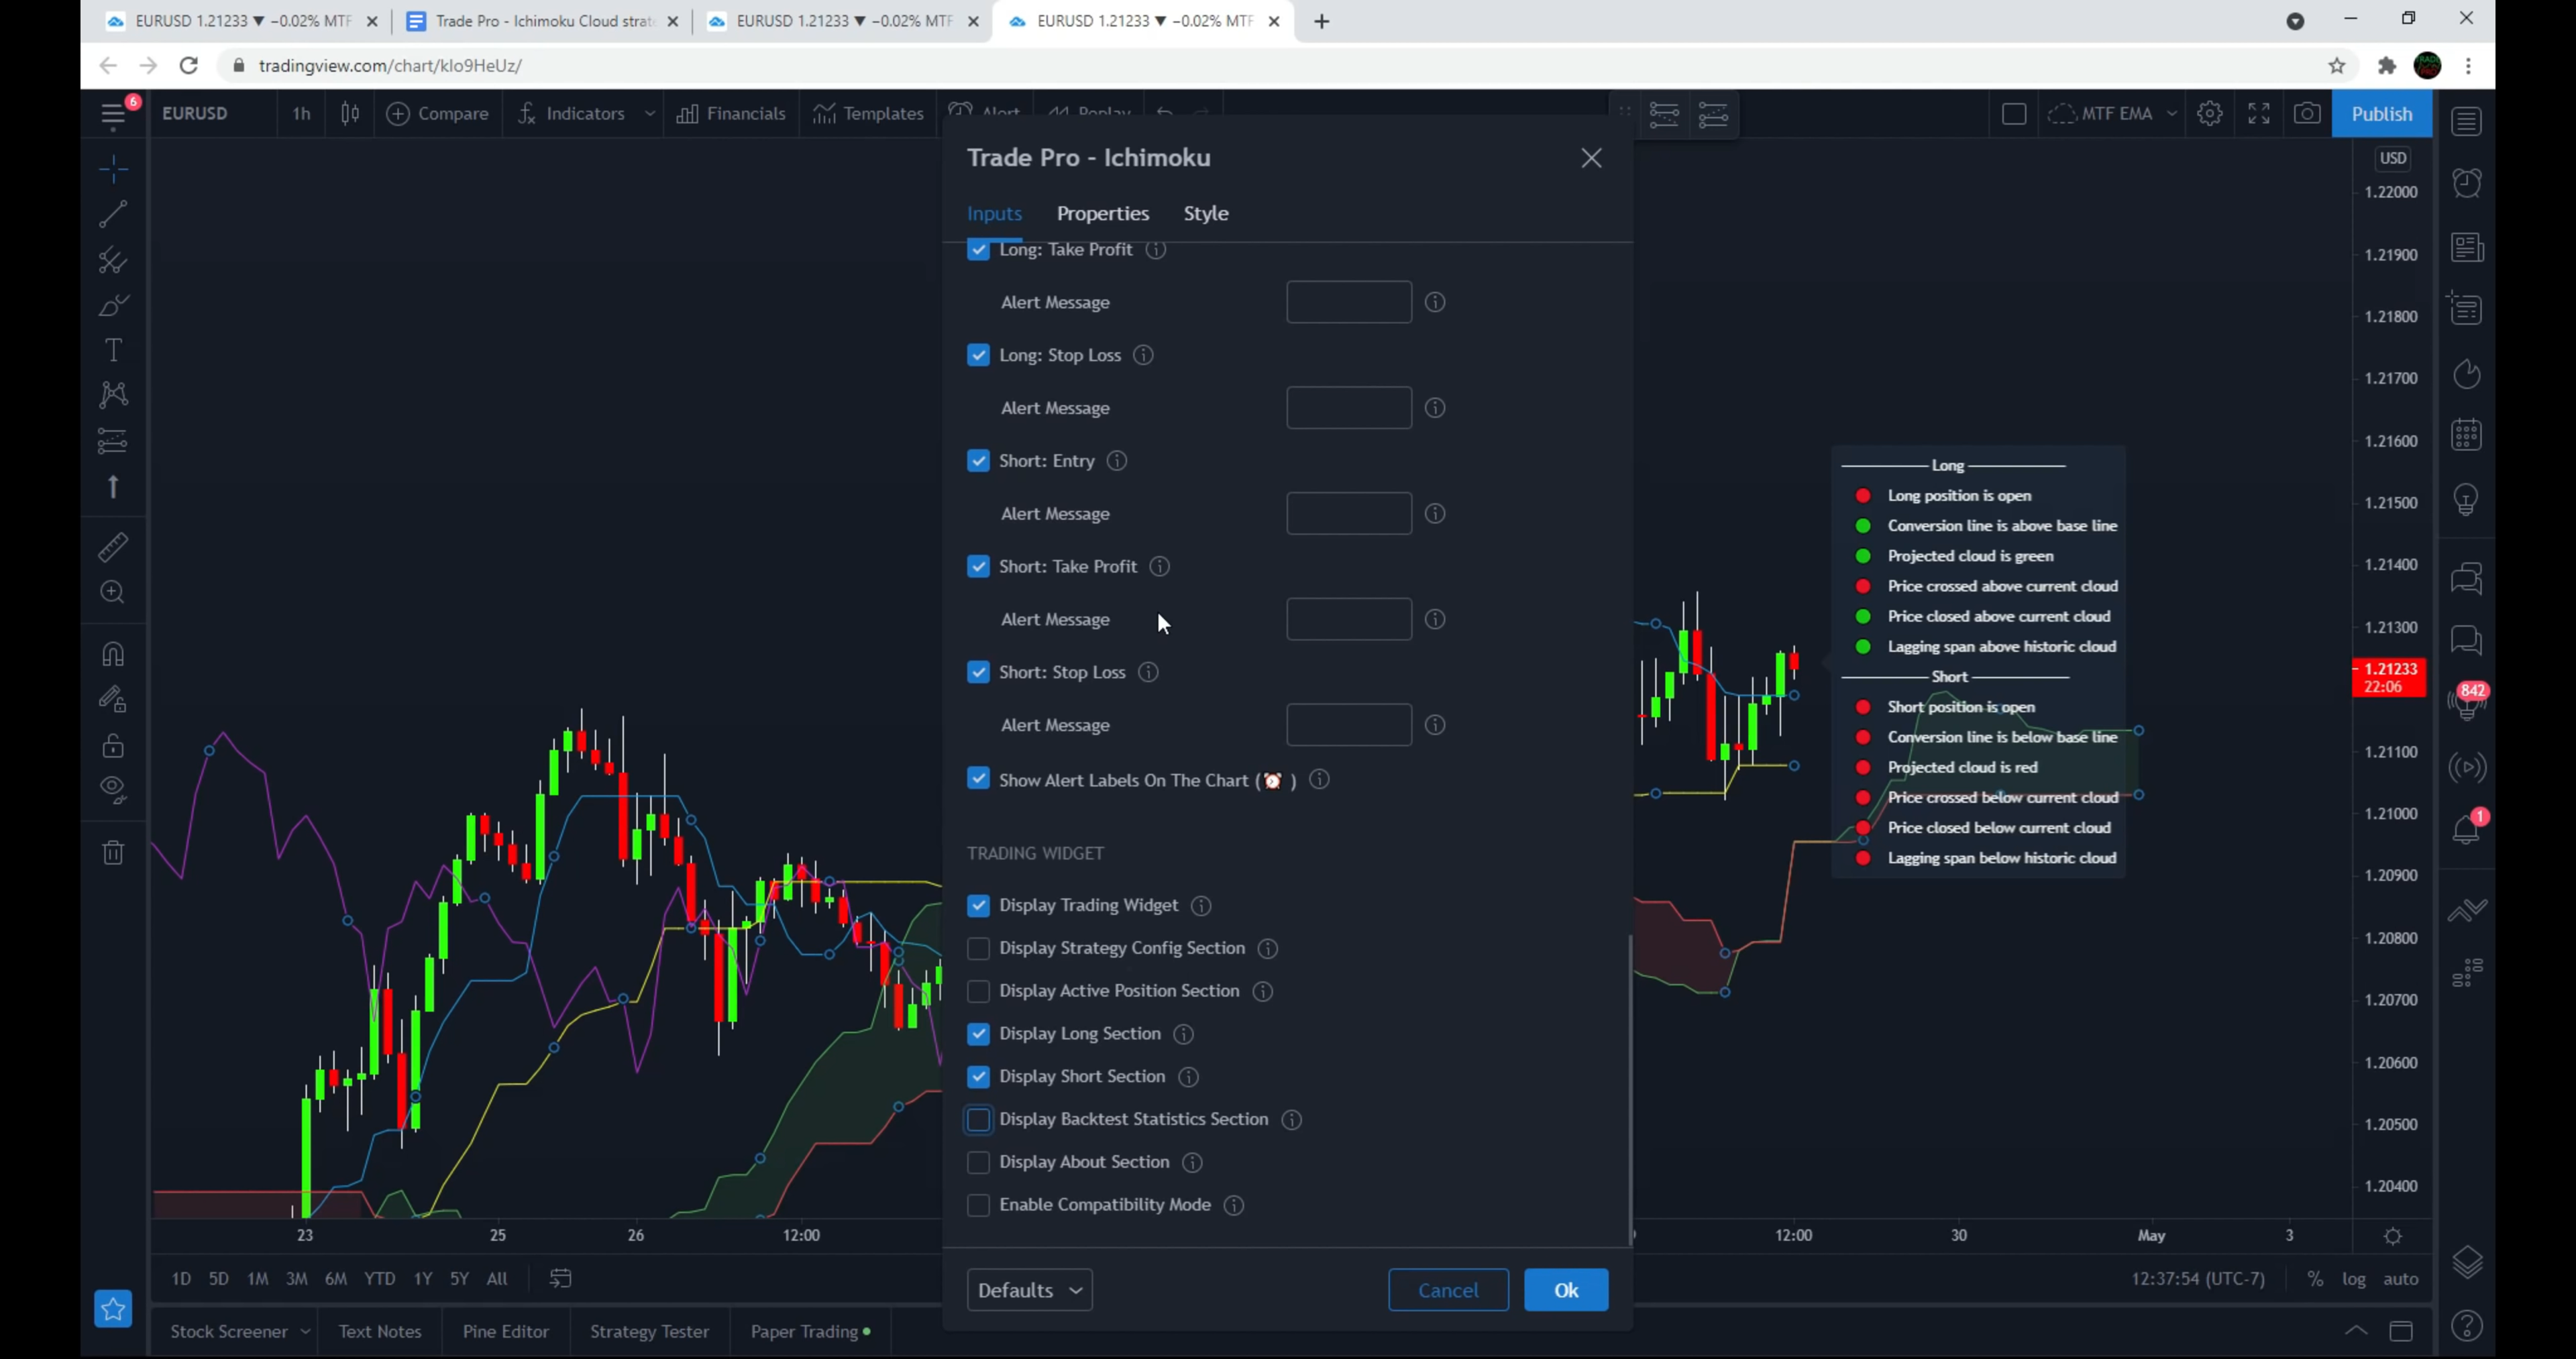 EURUSD 1.21233 ▼ −0.02% MTF
Trade Pro - Ichimoku Cloud strat
EURUSD 1.21233 ▼ −0.02% MTF
EURUSD 1.21233 ▼ −0.02% MTF
tradingview.com/chart/klo9HeUz/
6
EURUSD
1h
Compare
Indicators
Financials
Templates
Alert
Replay
MTF EMA
Publish
Trade Pro - Ichimoku
Inputs
Properties
Style
Long: Take Profit
Alert Message
Long: Stop Loss
Alert Message
Short: Entry
Alert Message
Short: Take Profit
Alert Message
Short: Stop Loss
Alert Message
Show Alert Labels On The Chart (⏰ )
TRADING WIDGET
Display Trading Widget
Display Strategy Config Section
Display Active Position Section
Display Long Section
Display Short Section
Display Backtest Statistics Section
Display About Section
Enable Compatibility Mode
Defaults
Cancel
Ok
Long
Long position is open
Conversion line is above base line
Projected cloud is green
Price crossed above current cloud
Price closed above current cloud
Lagging span above historic cloud
Short
Short position is open
Conversion line is below base line
Projected cloud is red
Price crossed below current cloud
Price closed below current cloud
Lagging span below historic cloud
USD
1.22000
1.21900
1.21800
1.21700
1.21600
1.21500
1.21400
1.21300
1.21233
22:06
1.21100
1.21000
1.20900
1.20800
1.20700
1.20600
1.20500
1.20400
842
1
23
25
26
12:00
12:00
30
May
3
1D
5D
1M
3M
6M
YTD
1Y
5Y
All
12:37:54 (UTC-7)
%
log
auto
Stock Screener
Text Notes
Pine Editor
Strategy Tester
Paper Trading